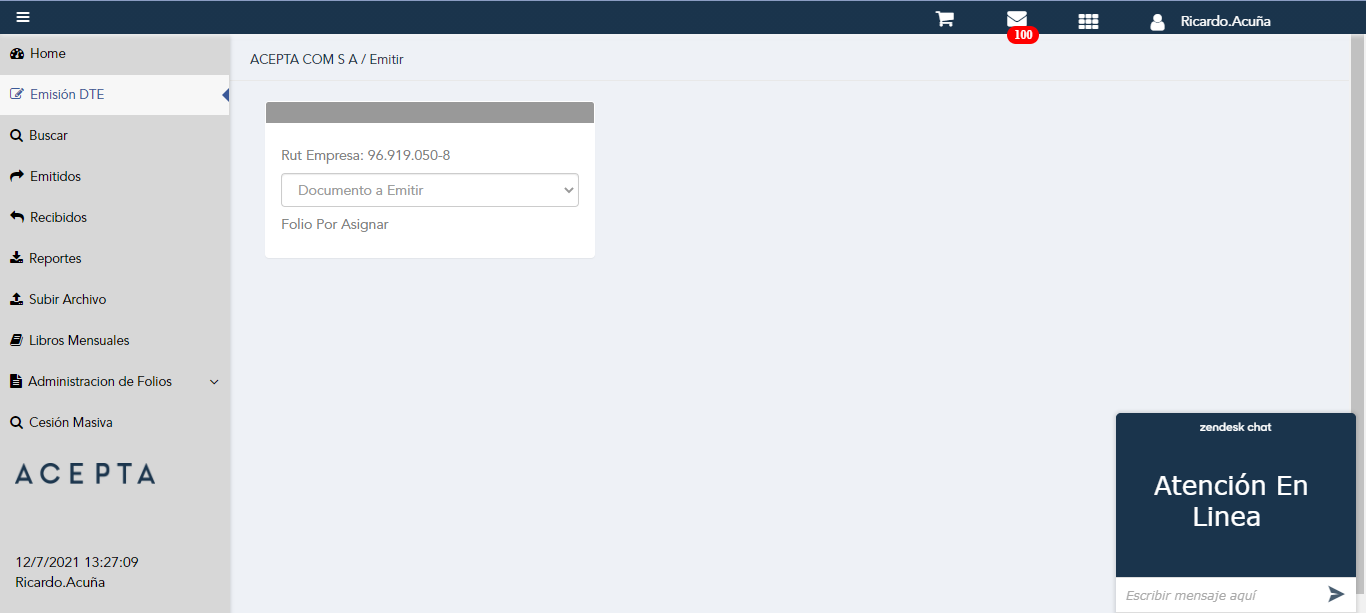 Ricardo.Acuña
100
Home
Emisión DTE
Buscar
Emitidos
Recibidos
Reportes
Subir Archivo
Libros Mensuales
Administracion de Folios
Cesión Masiva
ACEPTA
12/7/2021 13:27:09
Ricardo.Acuña
ACEPTA COM S A / Emitir
Rut Empresa: 96.919.050-8
Documento a Emitir
Folio Por Asignar
zendesk chat
Atención En
Linea
Escribir mensaje aquí